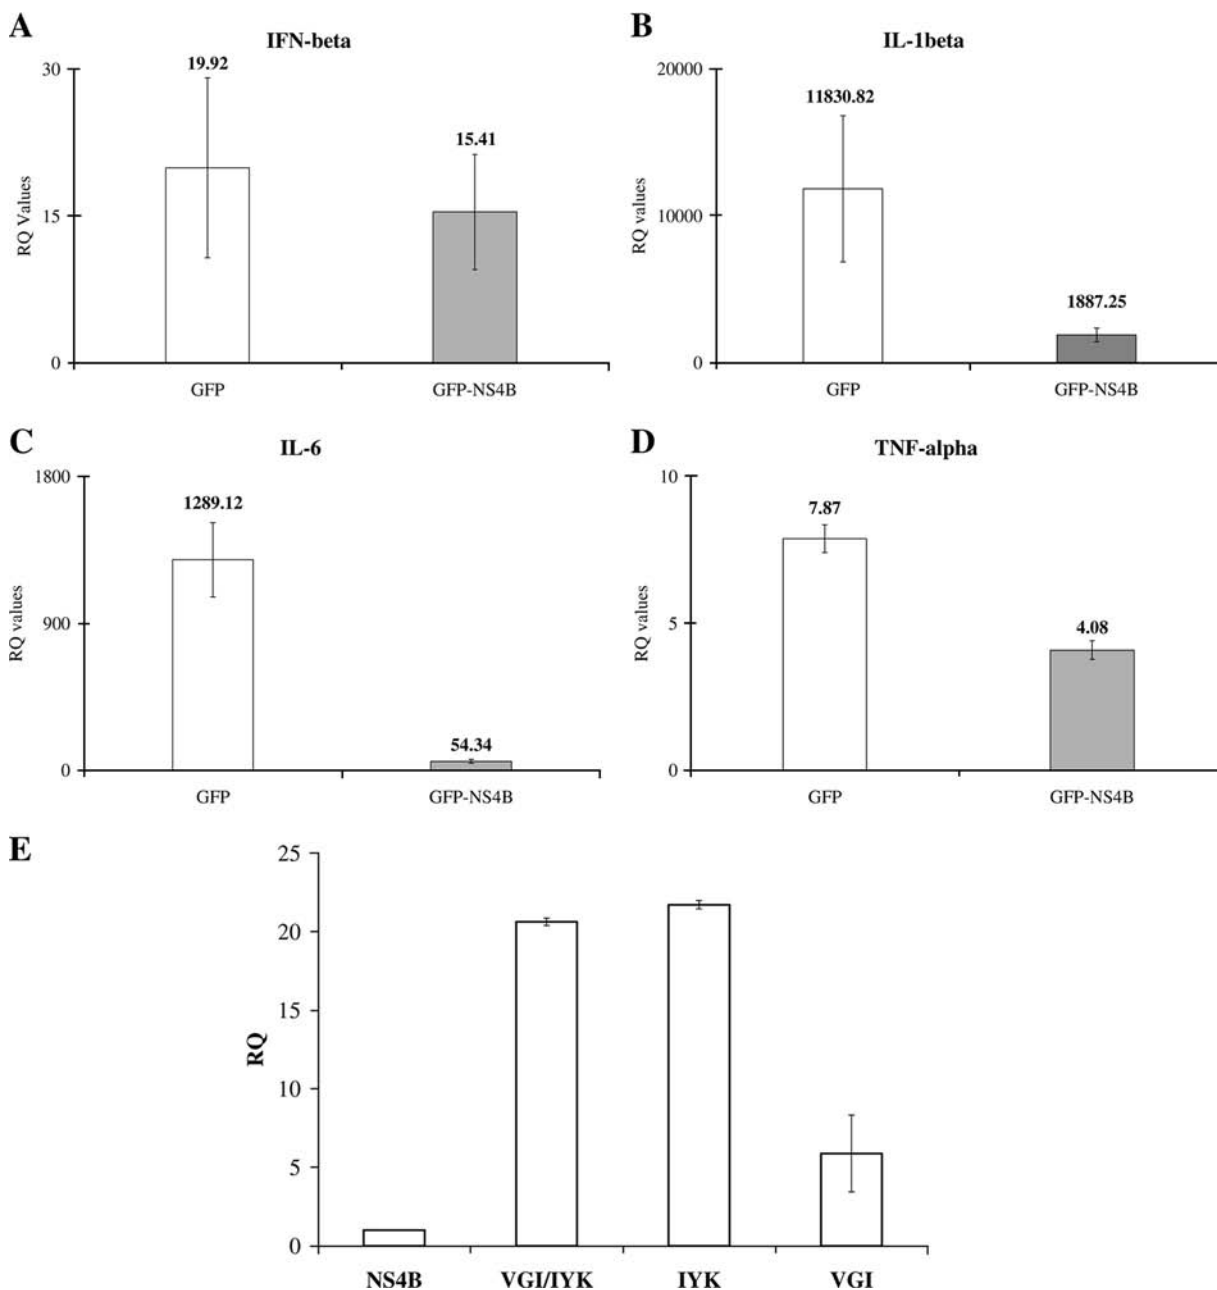 A
IFN-beta
19.92
15.41
30
15
0
RQ Values
GFP
GFP-NS4B
B
IL-1beta
11830.82
1887.25
20000
10000
0
RQ values
GFP
GFP-NS4B
C
IL-6
1289.12
54.34
1800
900
0
RQ values
GFP
GFP-NS4B
D
TNF-alpha
7.87
4.08
10
5
0
RQ values
GFP
GFP-NS4B
E
25
20
15
10
5
0
RQ
NS4B
VGI/IYK
IYK
VGI